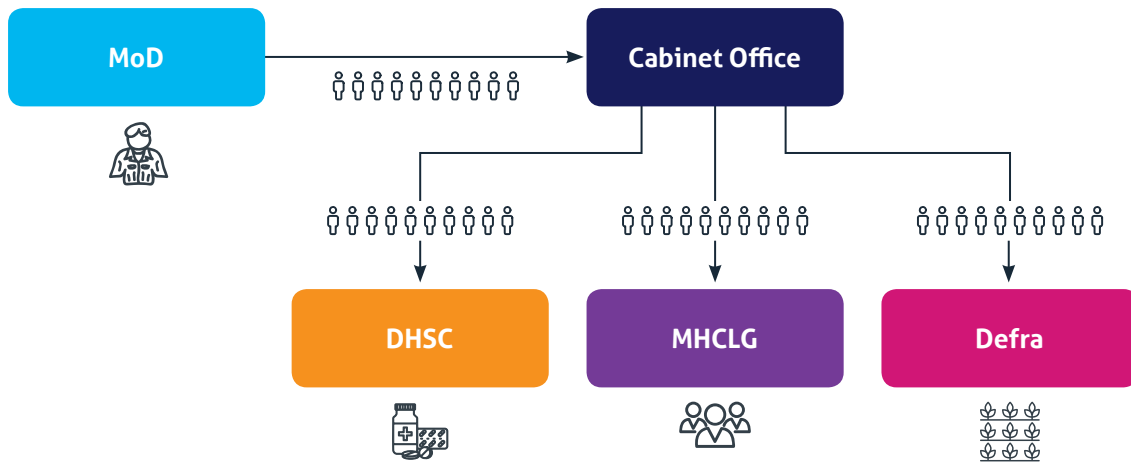 MoD
Cabinet Office
DHSC
MHCLG
Defra